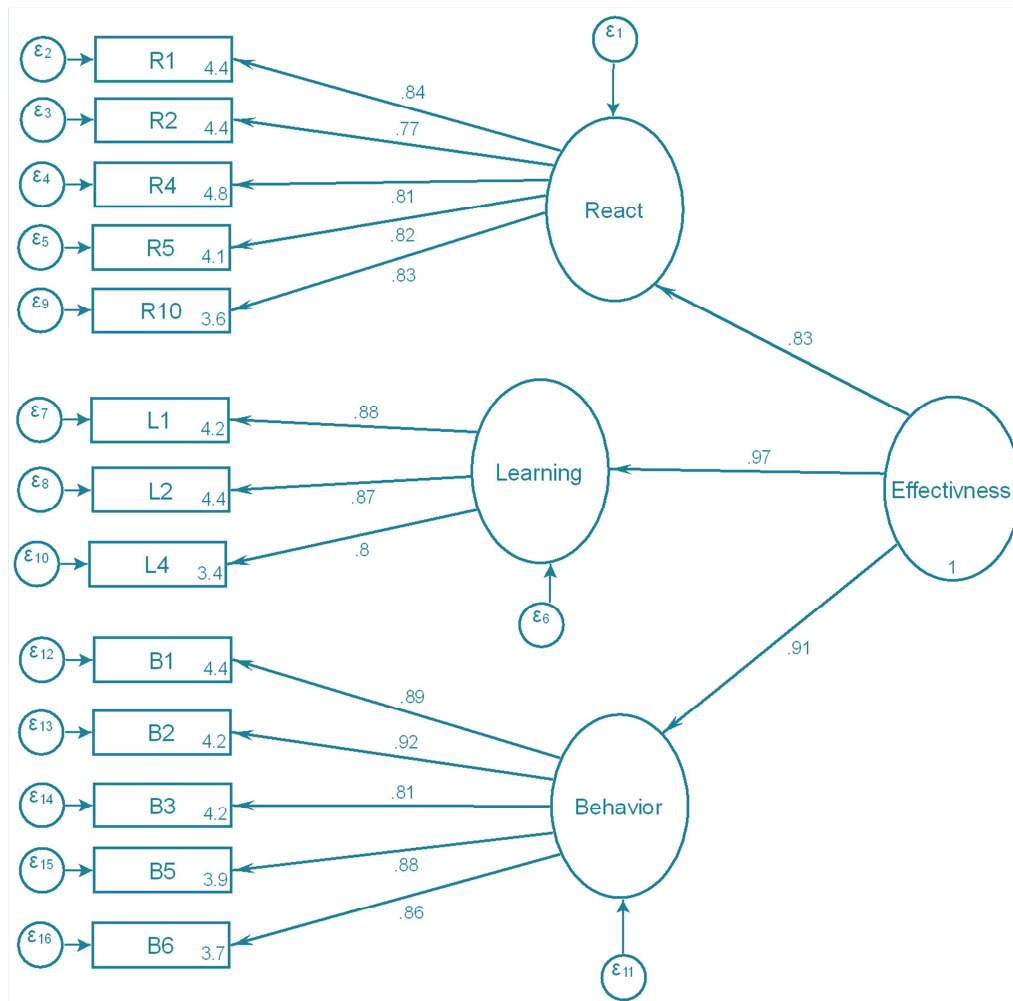 ε1
ε2 R1 4.4
.84
ε3 R2 4.4
.77
ε4 R4 4.8
.81
React
ε5 R5 4.1
.82
ε9 R10 3.6
.83
.83
ε7 L1 4.2
.88
Learning
.97
ε8 L2 4.4
.87
Effectivness
1
ε10 L4 3.4
.8
ε6
ε12 B1 4.4
.89
.91
ε13 B2 4.2
.92
ε14 B3 4.2
.81
Behavior
ε15 B5 3.9
.88
ε16 B6 3.7
.86
ε11